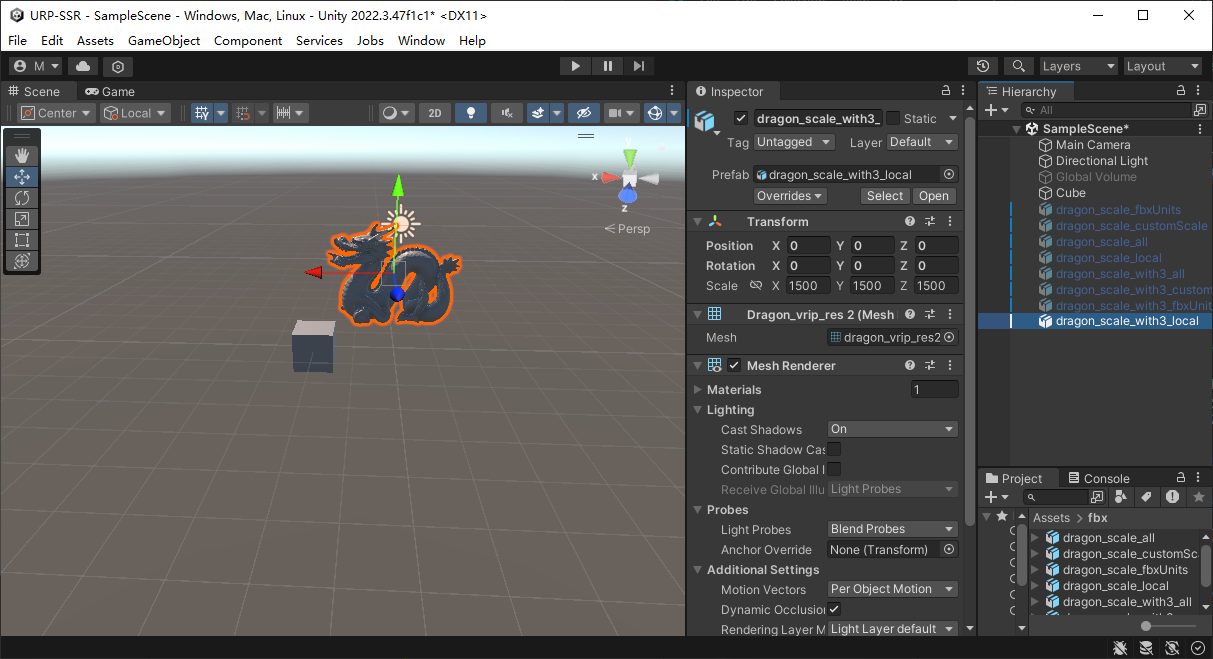 URP-SSR - SampleScene - Windows, Mac, Linux - Unity 2022.3.47f1c1* <DX11>
File Edit Assets GameObject Component Services Jobs Window Help
M
Layers
Layout
Scene
Game
Center
Local
2D
x
y
z
Persp
Inspector
dragon_scale_with3_
Static
Tag Untagged
Layer Default
Prefab dragon_scale_with3_local
Overrides
Select
Open
Transform
Position X 0 Y 0 Z 0
Rotation X 0 Y 0 Z 0
Scale X 1500 Y 1500 Z 1500
Dragon_vrip_res 2 (Mesh
Mesh dragon_vrip_res2
Mesh Renderer
Materials 1
Lighting
Cast Shadows On
Static Shadow Cas
Contribute Global I
Receive Global Illu Light Probes
Probes
Light Probes Blend Probes
Anchor Override None (Transform)
Additional Settings
Motion Vectors Per Object Motion
Dynamic Occlusion
Rendering Layer M Light Layer default
Hierarchy
All
SampleScene*
Main Camera
Directional Light
Global Volume
Cube
dragon_scale_fbxUnits
dragon_scale_customScale
dragon_scale_all
dragon_scale_local
dragon_scale_with3_all
dragon_scale_with3_custom
dragon_scale_with3_fbxUnit
dragon_scale_with3_local
Project
Console
Assets > fbx
dragon_scale_all
dragon_scale_customSc
dragon_scale_fbxUnits
dragon_scale_local
dragon_scale_with3_all